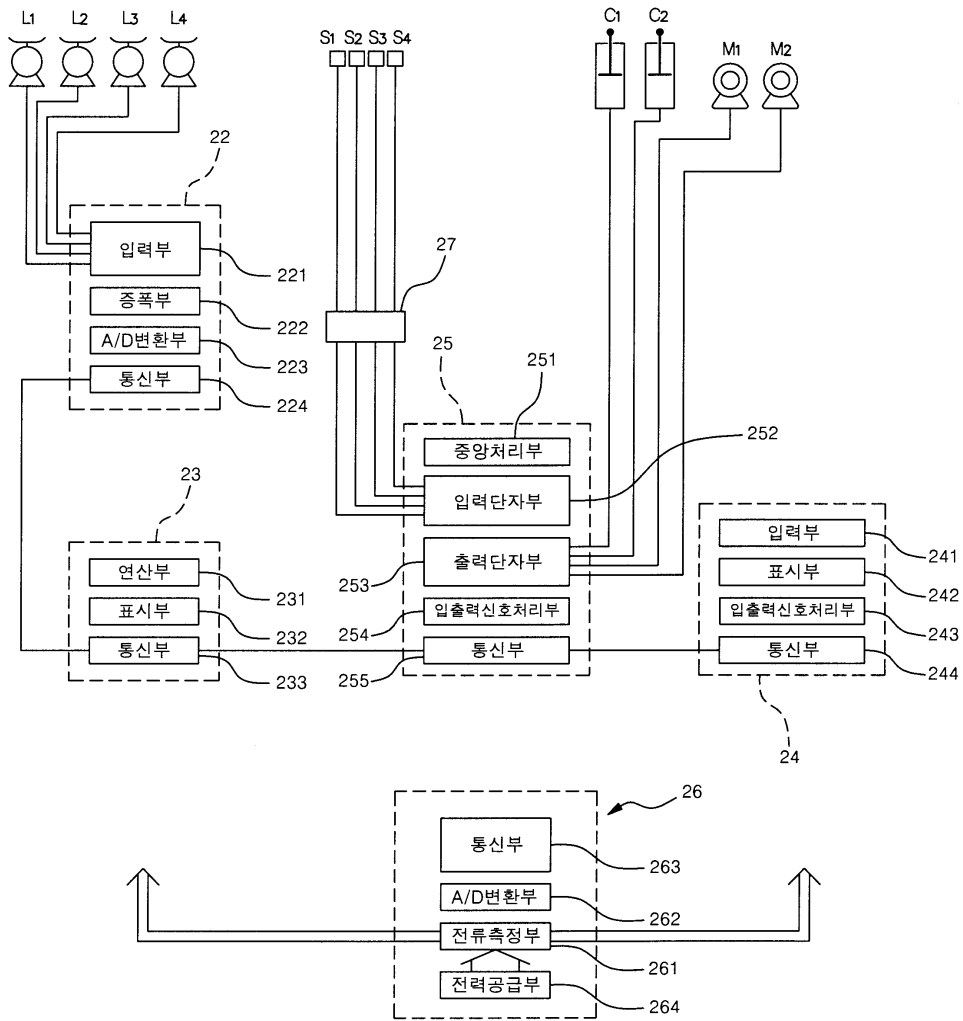 L1 L2 L3 L4
S1 S2 S3 S4
C1 C2
M1 M2
22
입력부
221
증폭부
222
A/D변환부
223
통신부
224
27
25
251
중앙처리부
252
입력단자부
출력단자부
253
입출력신호처리부
254
통신부
255
23
연산부
231
표시부
232
통신부
233
입력부
241
표시부
242
입출력신호처리부
243
통신부
244
24
26
통신부
263
A/D변환부
262
전류측정부
261
전력공급부
264